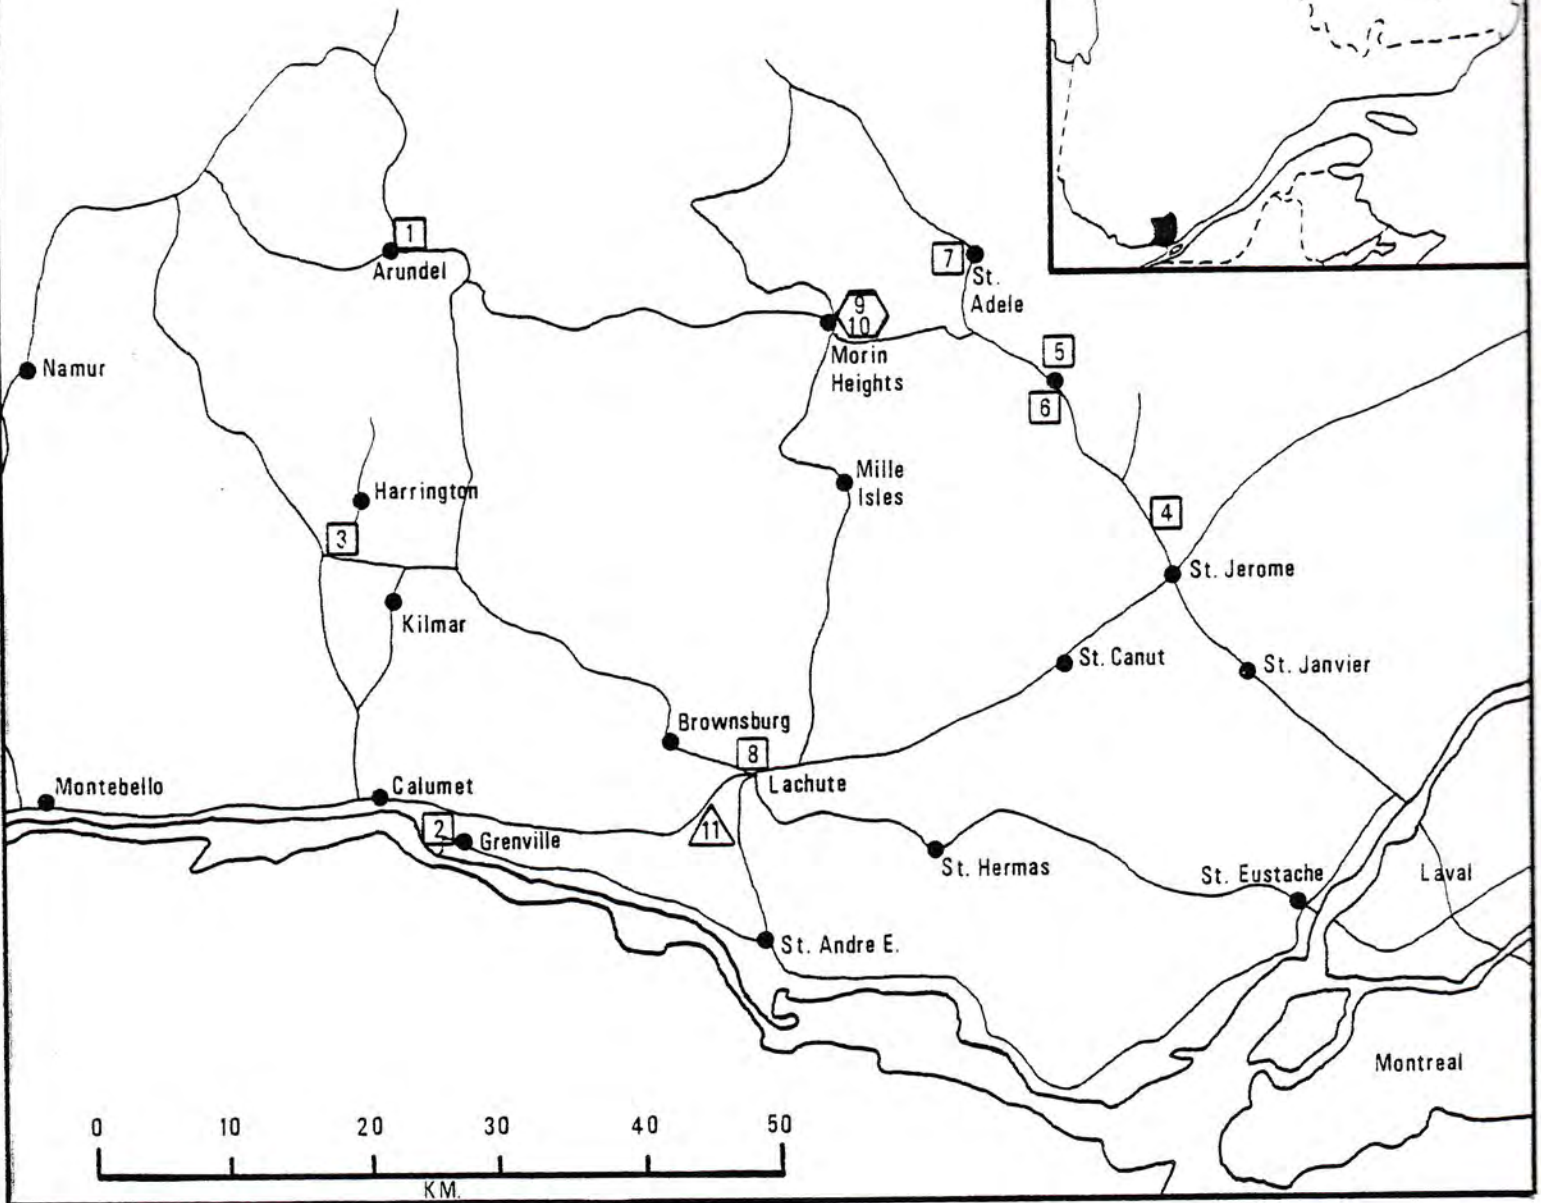 1
Arundel
7
St.
Adele
9
10
Morin
Heights
5
6
Namur
Mille
Isles
Harrington
3
4
St. Jerome
Kilmar
St. Canut
St. Janvier
Brownsburg
8
Lachute
Montebello
Calumet
2
Grenville
11
St. Hermas
St. Eustache
Laval
St. Andre E.
Montreal
0 10 20 30 40 50
KM.